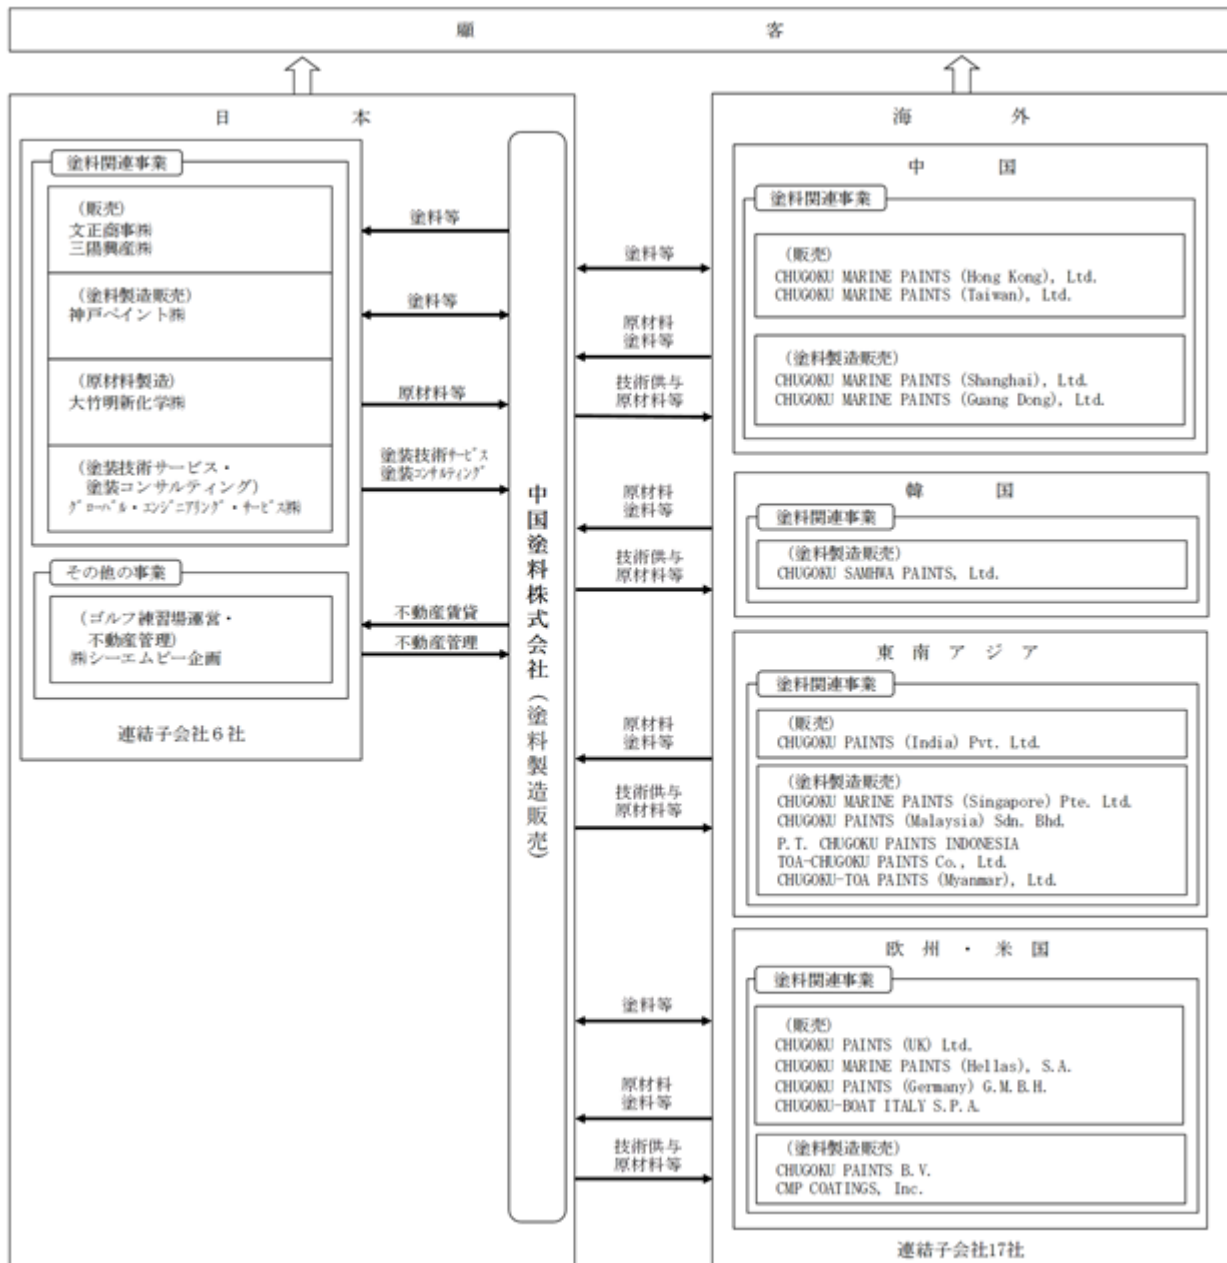 顧客
日本
塗料関連事業
(販売)
文正商事㈱
三陽興産㈱
(塗料製造販売)
神戸ペイント㈱
(原材料製造)
大竹明新化学㈱
(塗装技術サービス・
塗装コンサルティング)
グローバル・エンジニアリング・サービス㈱
その他の事業
(ゴルフ練習場運営・
不動産管理)
㈱シーエムピー企画
連結子会社6社
塗料等
塗料等
原材料等
塗装技術サービス
塗装コンサルティング
不動産賃貸
不動産管理
中国塗料株式会社(塗料製造販売)
塗料等
原材料
塗料等
技術供与
原材料等
原材料
塗料等
技術供与
原材料等
原材料
塗料等
技術供与
原材料等
塗料等
原材料
塗料等
技術供与
原材料等
海外
中国
塗料関連事業
(販売)
CHUGOKU MARINE PAINTS (Hong Kong), Ltd.
CHUGOKU MARINE PAINTS (Taiwan), Ltd.
(塗料製造販売)
CHUGOKU MARINE PAINTS (Shanghai), Ltd.
CHUGOKU MARINE PAINTS (Guang Dong), Ltd.
韓国
塗料関連事業
(塗料製造販売)
CHUGOKU SAMHWA PAINTS, Ltd.
東南アジア
塗料関連事業
(販売)
CHUGOKU PAINTS (India) Pvt. Ltd.
(塗料製造販売)
CHUGOKU MARINE PAINTS (Singapore) Pte. Ltd.
CHUGOKU PAINTS (Malaysia) Sdn. Bhd.
P.T. CHUGOKU PAINTS INDONESIA
TOA-CHUGOKU PAINTS Co., Ltd.
CHUGOKU-TOA PAINTS (Myanmar), Ltd.
欧州・米国
塗料関連事業
(販売)
CHUGOKU PAINTS (UK) Ltd.
CHUGOKU MARINE PAINTS (Hellas), S.A.
CHUGOKU PAINTS (Germany) G.M.B.H.
CHUGOKU-BOAT ITALY S.P.A.
(塗料製造販売)
CHUGOKU PAINTS B.V.
CMP COATINGS, Inc.
連結子会社17社